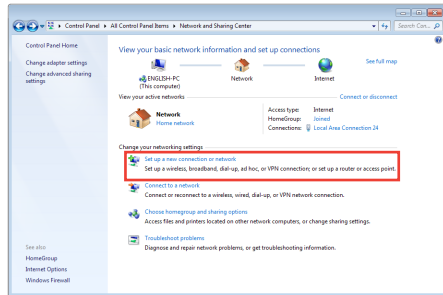 Control Panel
All Control Panel Items
Network and Sharing Center
Search Con...
Control Panel Home
Change adapter settings
Change advanced sharing
settings
View your basic network information and set up connections
See full map
ENGLISH-PC
(This computer)
Network
Internet
View your active networks
Connect or disconnect
Network
Home network
Access type: Internet
HomeGroup: Joined
Connections: Local Area Connection 24
Change your networking settings
Set up a new connection or network
Set up a wireless, broadband, dial-up, ad hoc, or VPN connection; or set up a router or access point.
Connect to a network
Connect or reconnect to a wireless, wired, dial-up, or VPN network connection.
Choose homegroup and sharing options
Access files and printers located on other network computers, or change sharing settings.
Troubleshoot problems
Diagnose and repair network problems, or get troubleshooting information.
See also
HomeGroup
Internet Options
Windows Firewall